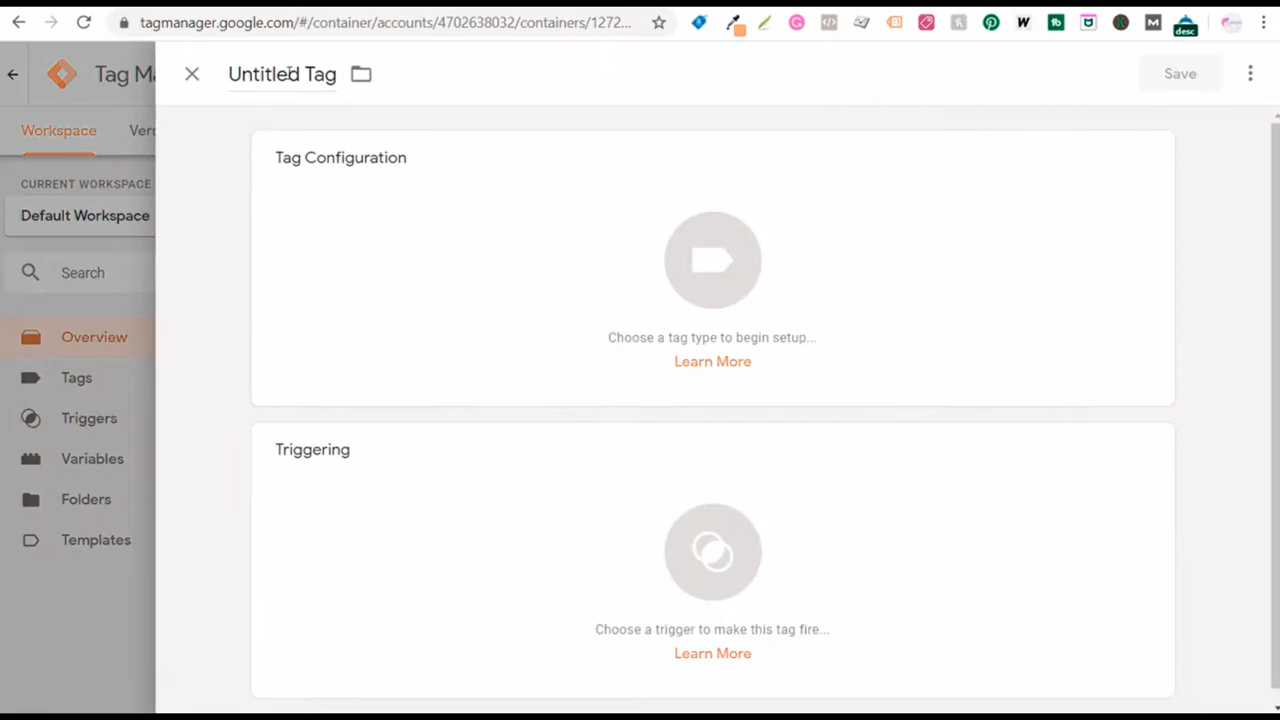 tagmanager.google.com/#/container/accounts/4702638032/containers/1272...
desc
Tag Ma
Untitled Tag
Save
Workspace
Vers
CURRENT WORKSPACE
Default Workspace
Search
Overview
Tags
Triggers
Variables
Folders
Templates
Tag Configuration
Choose a tag type to begin setup...
Learn More
Triggering
Choose a trigger to make this tag fire...
Learn More